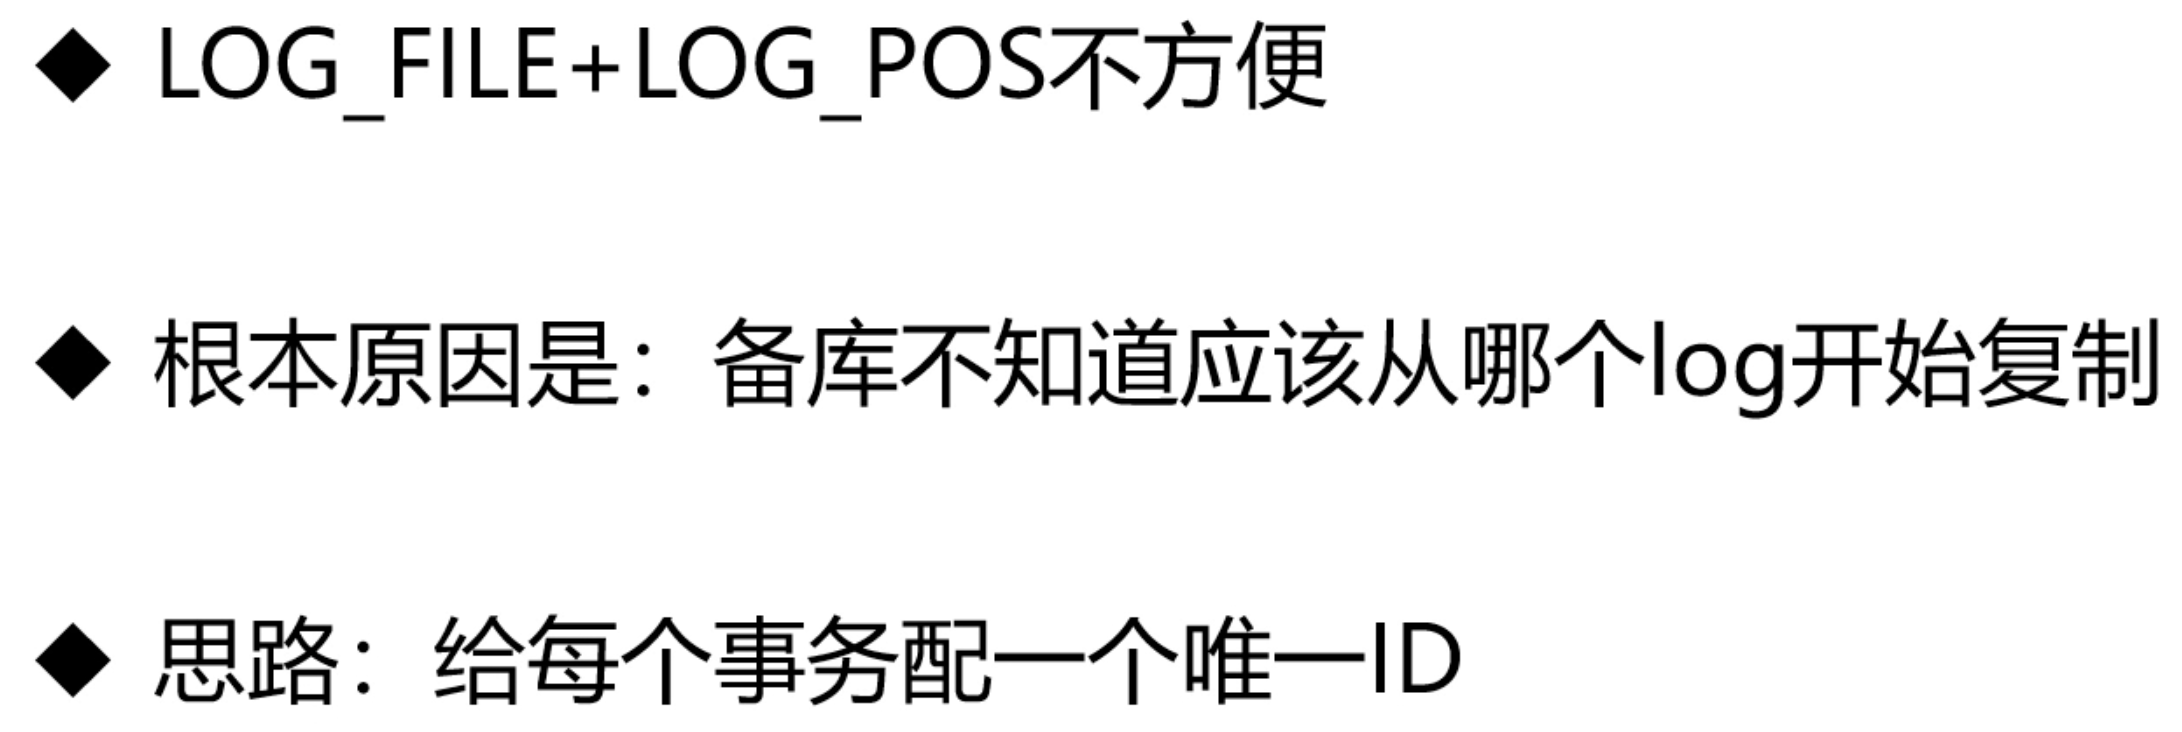 ◆ LOG_FILE+LOG_POS不方便
◆ 根本原因是：备库不知道应该从哪个log开始复制
◆ 思路：给每个事务配一个唯一ID